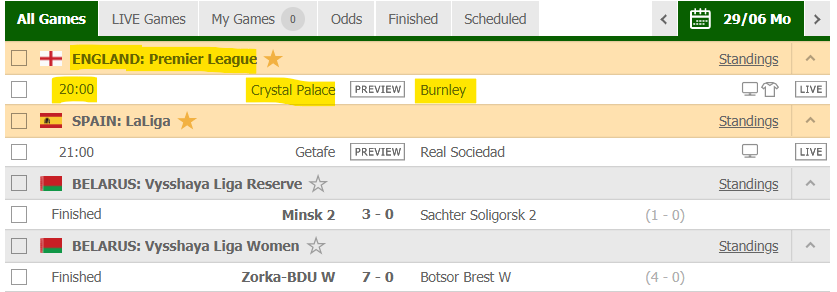 All Games LIVE Games My Games 0 Odds Finished Scheduled 29/06 Mo
ENGLAND: Premier League Standings
20:00 Crystal Palace PREVIEW Burnley LIVE
SPAIN: LaLiga Standings
21:00 Getafe PREVIEW Real Sociedad LIVE
BELARUS: Vysshaya Liga Reserve Standings
Finished Minsk 2 3 - 0 Sachter Soligorsk 2 (1 - 0)
BELARUS: Vysshaya Liga Women Standings
Finished Zorka-BDU W 7 - 0 Botsor Brest W (4 - 0)